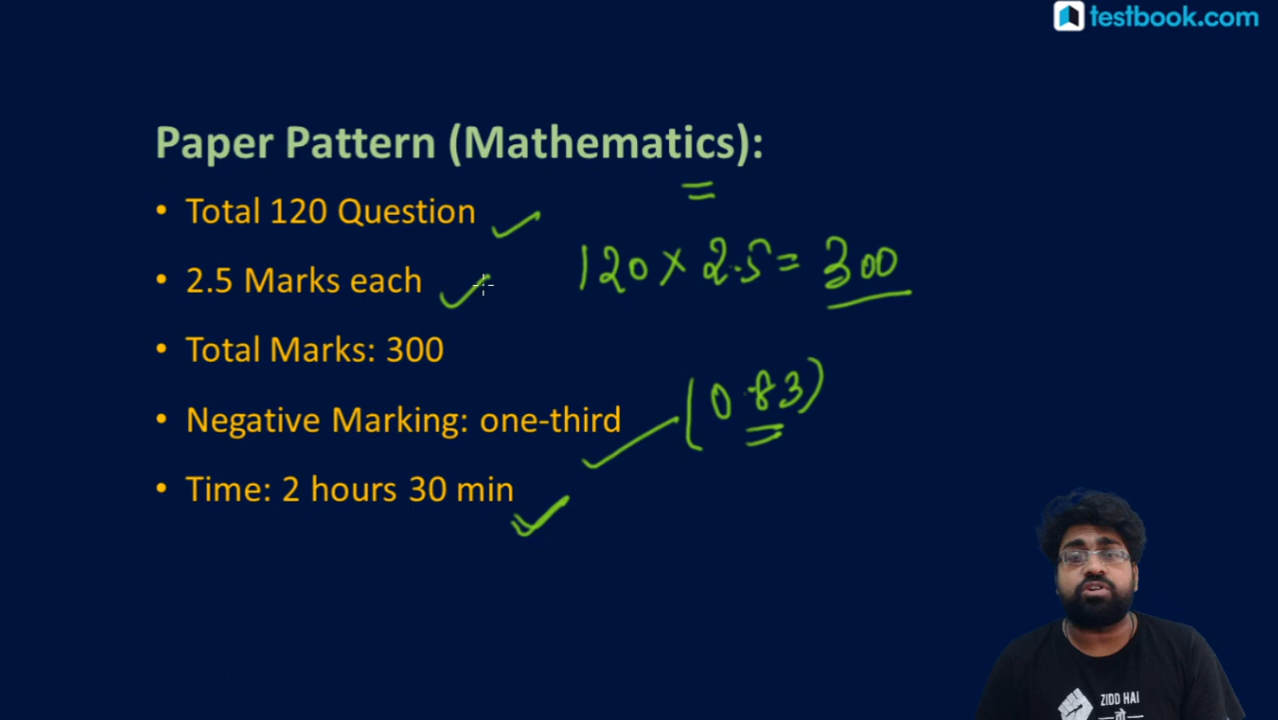 testbook.com
Paper Pattern (Mathematics):
• Total 120 Question
120 × 2.5 = 300
• 2.5 Marks each
• Total Marks: 300
(0.83)
• Negative Marking: one-third
• Time: 2 hours 30 min
ZIDD HAI
तो